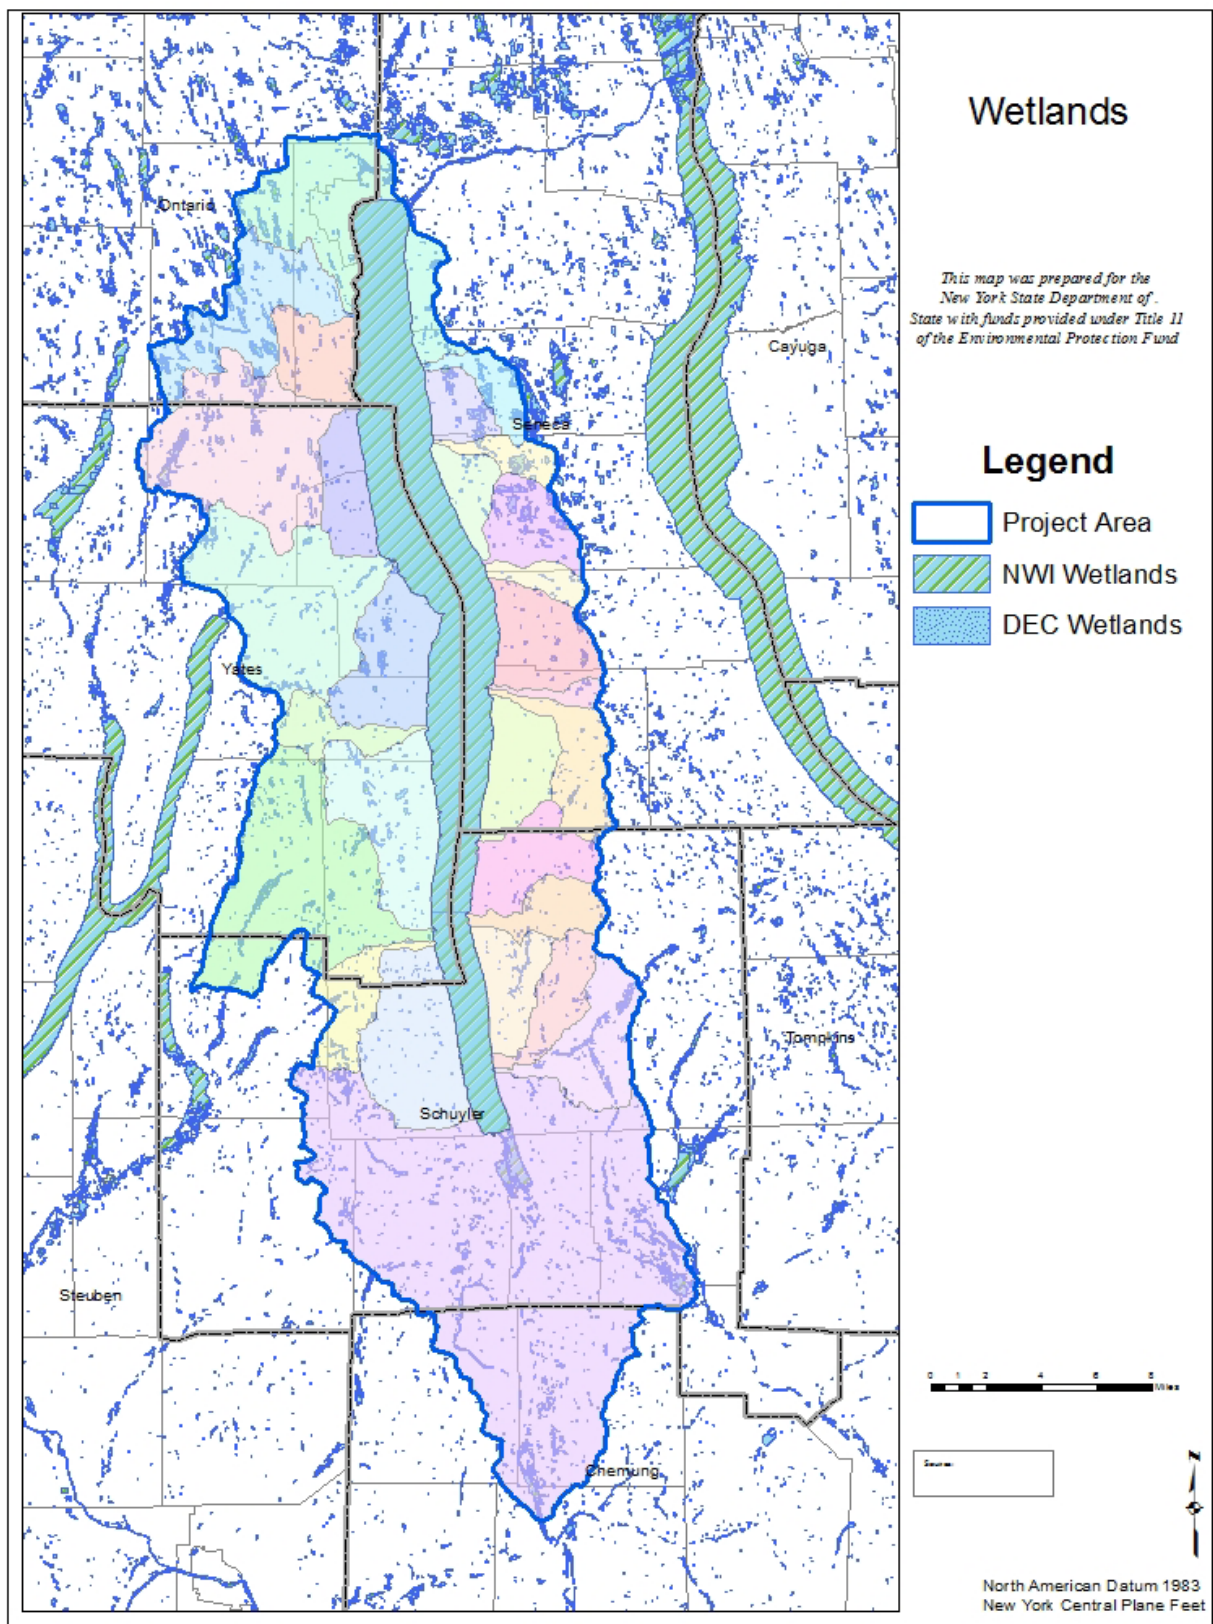 Wetlands
Ontario
This map was prepared for the
New York State Department of .
State with funds provided under Title 11
of the Environmental Protection Fund
Cayuga
Seneca
Legend
Project Area
NWI Wetlands
DEC Wetlands
Yates
Tompkins
Schuyler
Steuben
0 1 2 4 6 8
Miles
Chemung
Source:
N
North American Datum 1983
New York Central Plane Feet